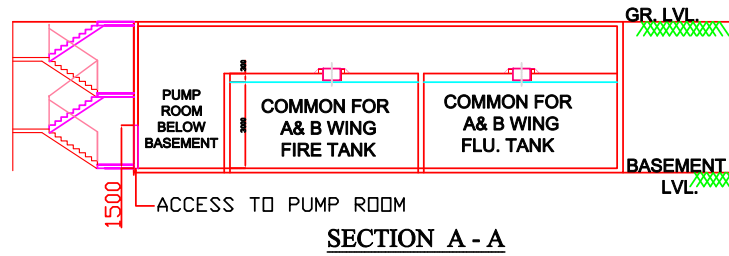 GR. LVL.
300
PUMP
ROOM
BELOW
BASEMENT
COMMON FOR
A& B WING
FIRE TANK
3000
COMMON FOR
A& B WING
FLU. TANK
BASEMENT
LVL.
1500
ACCESS TO PUMP ROOM
SECTION A - A